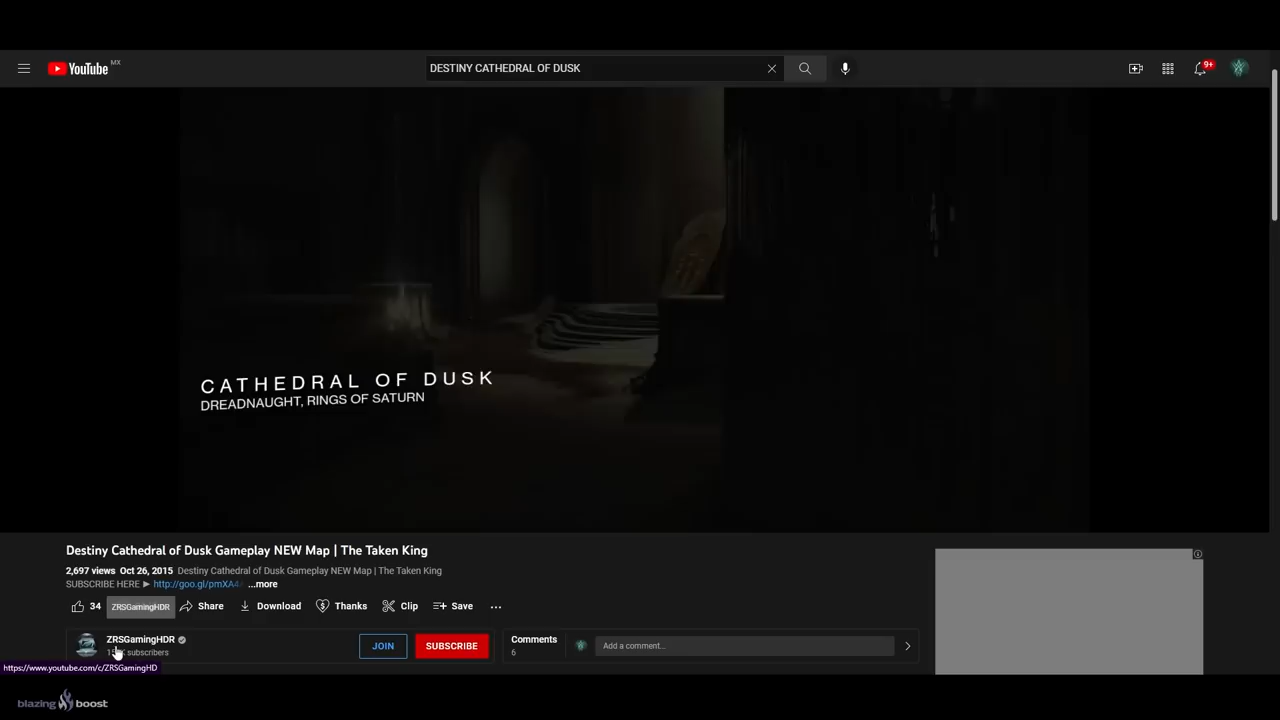 YouTube MX
DESTINY CATHEDRAL OF DUSK
9+
CATHEDRAL OF DUSK
DREADNAUGHT, RINGS OF SATURN
Destiny Cathedral of Dusk Gameplay NEW Map | The Taken King
2,697 views Oct 26, 2015 Destiny Cathedral of Dusk Gameplay NEW Map | The Taken King
SUBSCRIBE HERE ► http://goo.gl/pmXA4 ...more
34 ZRSGamingHDR Share Download Thanks Clip Save
ZRSGamingHDR
subscribers
JOIN SUBSCRIBE
Comments
6
Add a comment...
https://www.youtube.com/c/ZRSGamingHD
blazing boost